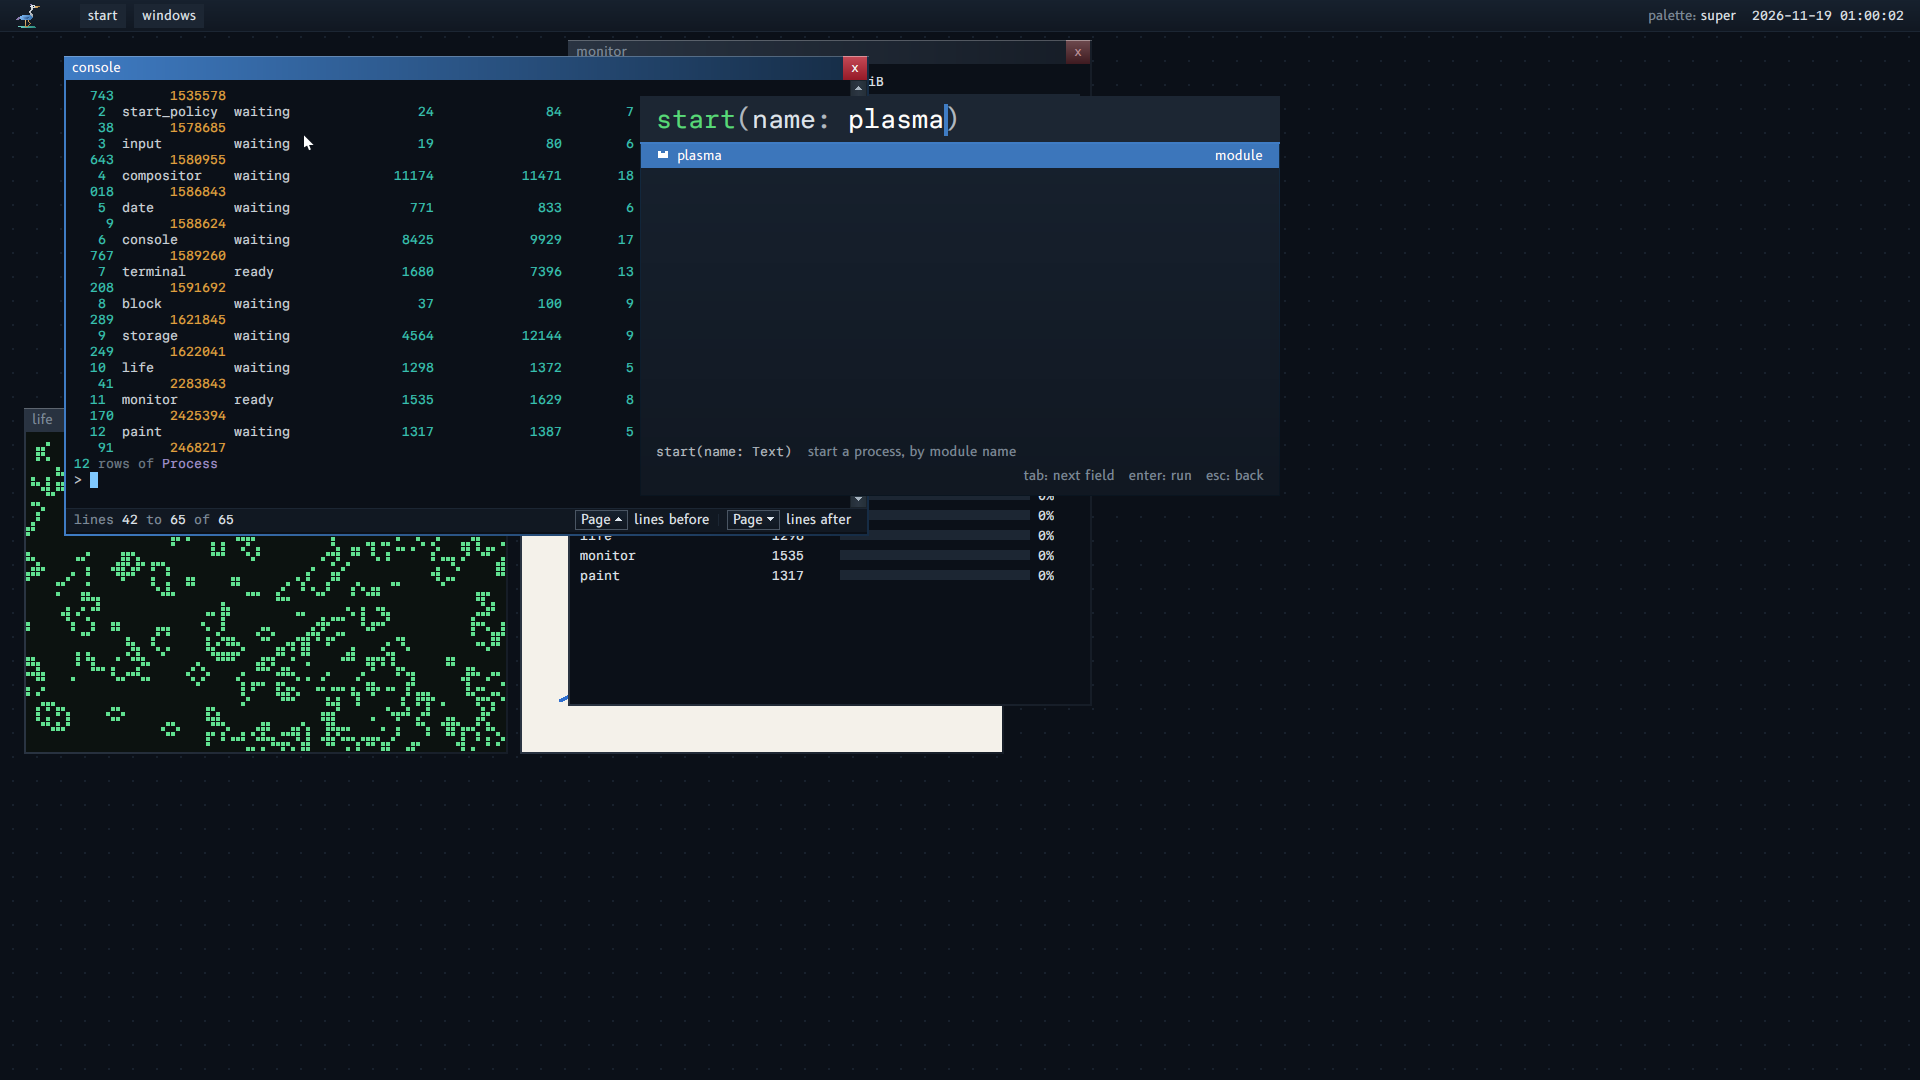 start windows palette: super 2026-11-19 01:00:02
monitor x
console x
iB
743 1535578
2 start_policy waiting 24 84 7
38 1578685
3 input waiting 19 80 6
643 1580955
4 compositor waiting 11174 11471 18
018 1586843
5 date waiting 771 833 6
9 1588624
6 console waiting 8425 9929 17
767 1589260
7 terminal ready 1680 7396 13
208 1591692
8 block waiting 37 100 9
289 1621845
9 storage waiting 4564 12144 9
249 1622041
10 life waiting 1298 1372 5
41 2283843
11 monitor ready 1535 1629 8
170 2425394
12 paint waiting 1317 1387 5
91 2468217
12 rows of Process
>
lines 42 to 65 of 65 Page lines before Page lines after
start(name: plasma)
plasma module
start(name: Text) start a process, by module name
tab: next field enter: run esc: back
life
0%
0%
life 1298 0%
monitor 1535 0%
paint 1317 0%